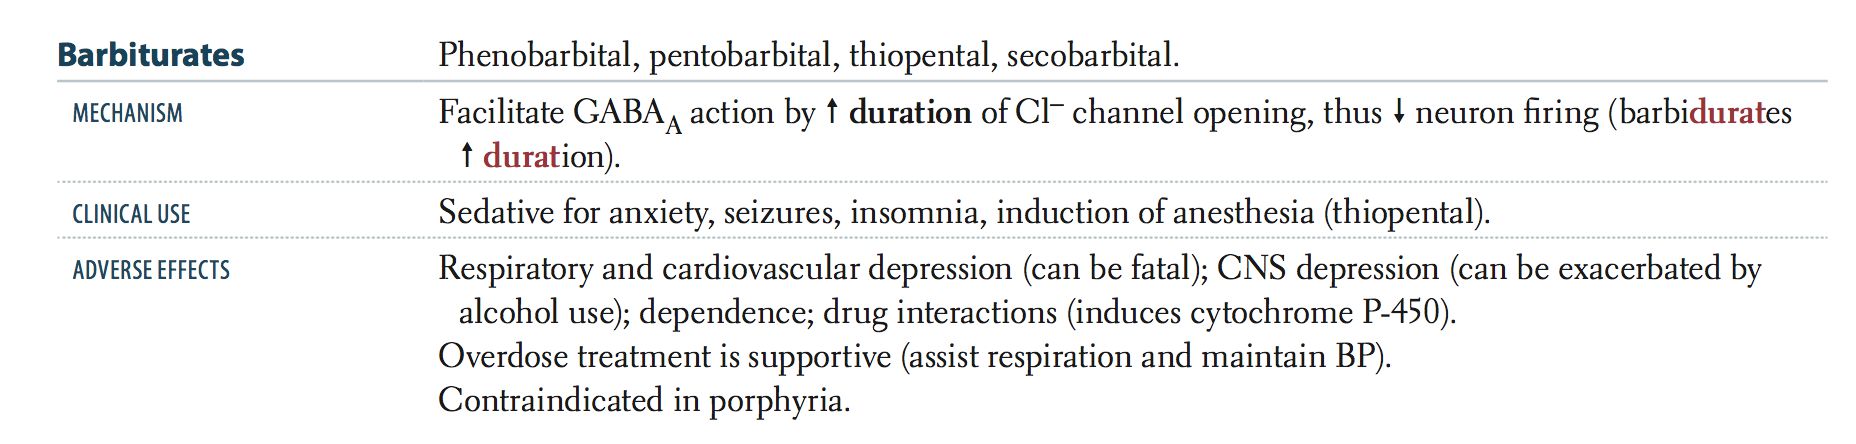 Barbiturates Phenobarbital, pentobarbital, thiopental, secobarbital.
MECHANISM Facilitate GABA_A action by ↑ duration of Cl⁻ channel opening, thus ↓ neuron firing (barbidurates
↑ duration).
CLINICAL USE Sedative for anxiety, seizures, insomnia, induction of anesthesia (thiopental).
ADVERSE EFFECTS Respiratory and cardiovascular depression (can be fatal); CNS depression (can be exacerbated by
alcohol use); dependence; drug interactions (induces cytochrome P-450).
Overdose treatment is supportive (assist respiration and maintain BP).
Contraindicated in porphyria.